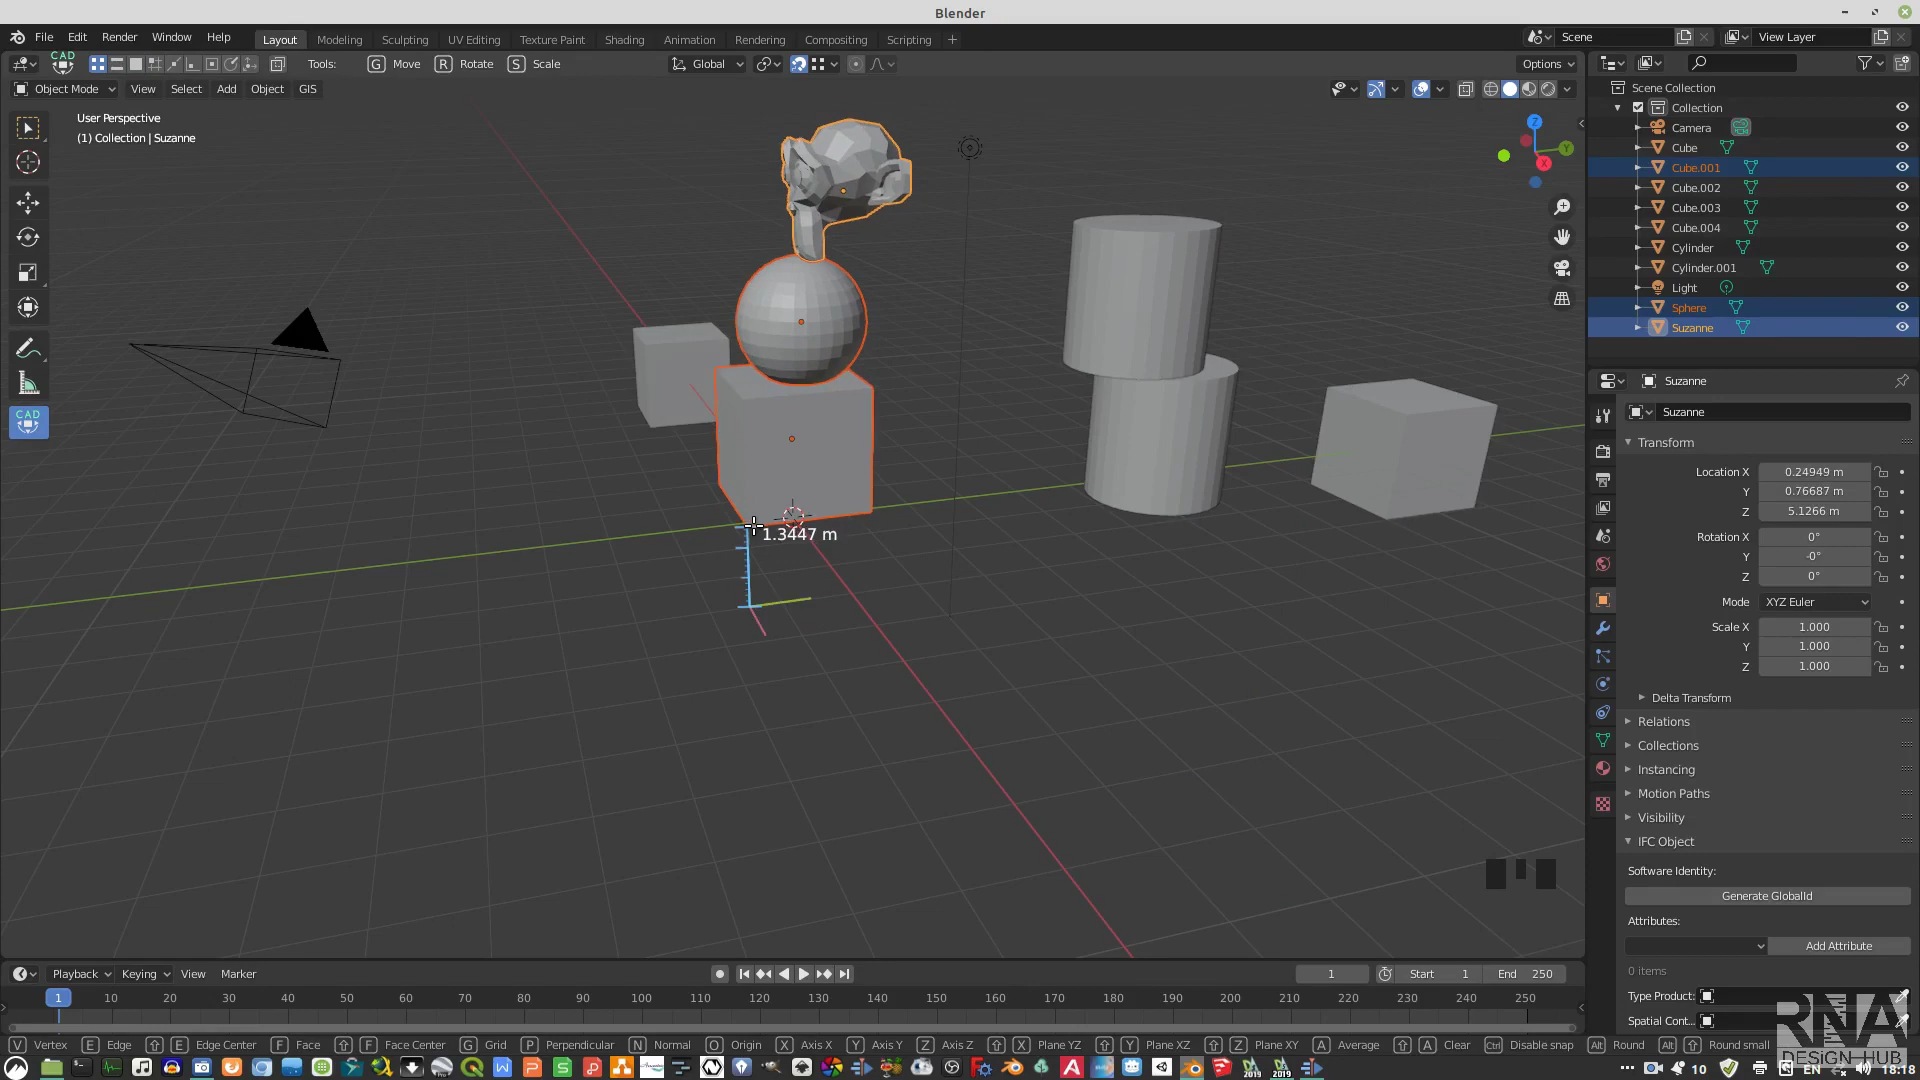 Blender
File Edit Render Window Help
Layout Modeling Sculpting UV Editing Texture Paint Shading Animation Rendering Compositing Scripting +
Scene
View Layer
CAD
Tools: G Move R Rotate S Scale
Global
Options
Object Mode View Select Add Object GIS
User Perspective
(1) Collection | Suzanne
Z
Y
X
CAD
1.3447 m
Scene Collection
Collection
Camera
Cube
Cube.001
Cube.002
Cube.003
Cube.004
Cylinder
Cylinder.001
Light
Sphere
Suzanne
Suzanne
Suzanne
Transform
Location X 0.24949 m
Y 0.76687 m
Z 5.1266 m
Rotation X 0°
Y -0°
Z 0°
Mode XYZ Euler
Scale X 1.000
Y 1.000
Z 1.000
Delta Transform
Relations
Collections
Instancing
Motion Paths
Visibility
IFC Object
Software Identity:
Generate GlobalId
Attributes:
Add Attribute
0 items
Type Product:
Spatial Cont...
Playback Keying View Marker
1 Start 1 End 250
1 10 20 30 40 50 60 70 80 90 100 110 120 130 140 150 160 170 180 190 200 210 220 230 240 250
V Vertex E Edge E Edge Center F Face F Face Center G Grid P Perpendicular N Normal O Origin X Axis X Y Axis Y Z Axis Z X Plane YZ Y Plane XZ Z Plane XY A Average A Clear Ctrl Disable snap Alt Round Alt Round small
RNA
DESIGN-HUB
2019 2019
10 EN 18:18